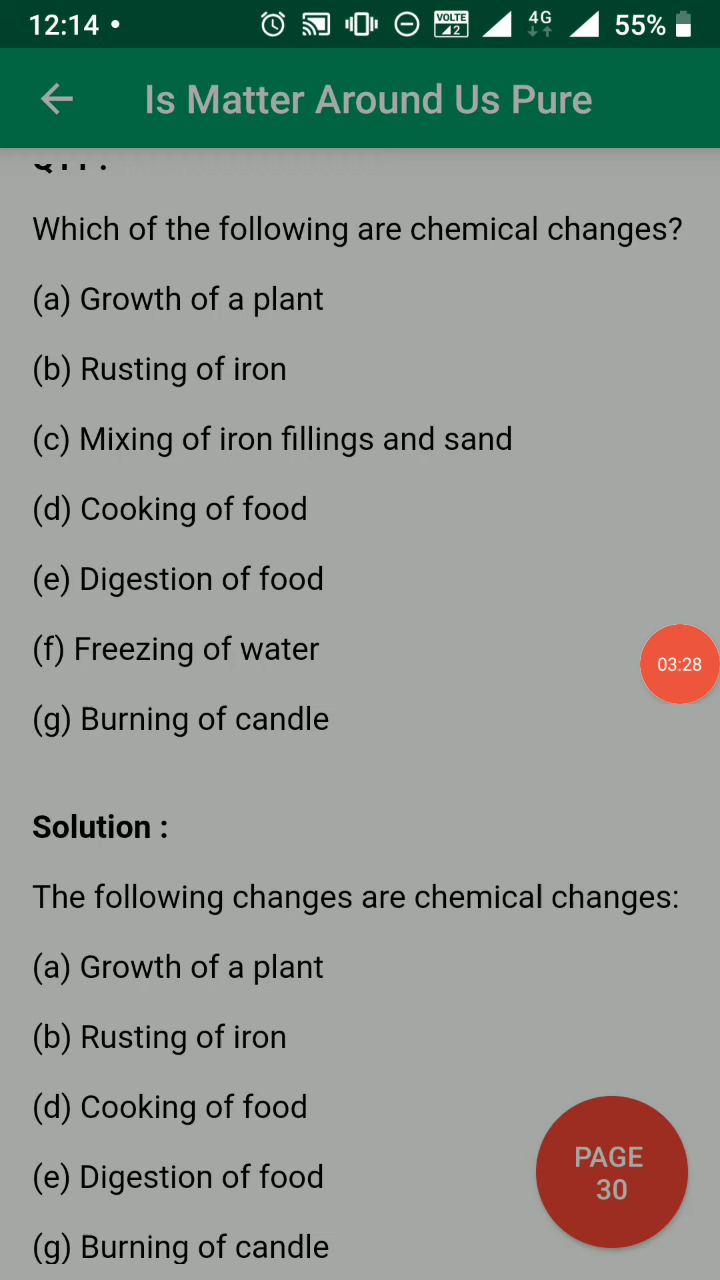 12:14
VOLTE
2
4G
55%
Is Matter Around Us Pure
Which of the following are chemical changes?
(a) Growth of a plant
(b) Rusting of iron
(c) Mixing of iron fillings and sand
(d) Cooking of food
(e) Digestion of food
(f) Freezing of water
03:28
(g) Burning of candle
Solution :
The following changes are chemical changes:
(a) Growth of a plant
(b) Rusting of iron
(d) Cooking of food
(e) Digestion of food
PAGE
30
(g) Burning of candle